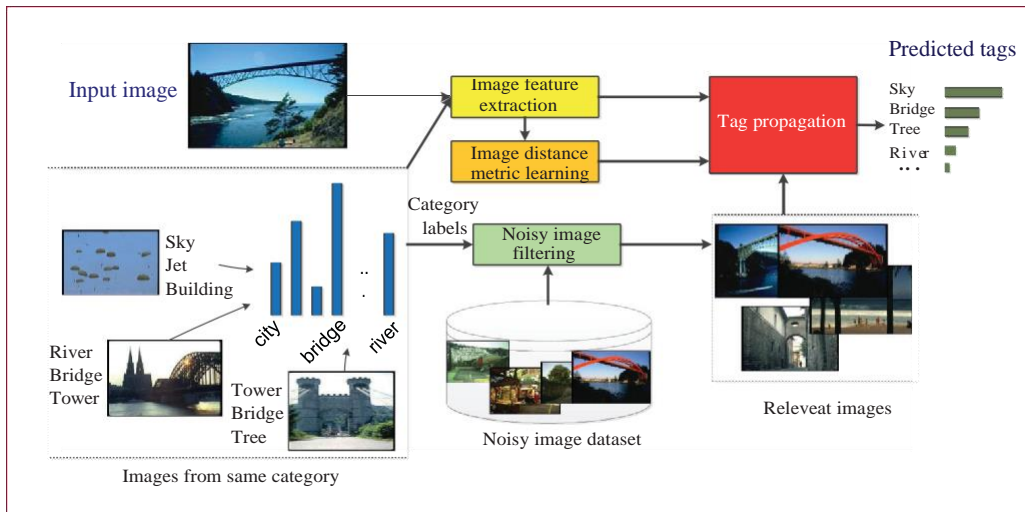 Predicted tags
Input image
Image feature
extraction
Tag propagation
Sky
Bridge
Tree
River
....
Image distance
metric learning
Category
labels
Noisy image
filtering
Sky
Jet
Building
..
.
city
bridge
river
River
Bridge
Tower
Tower
Bridge
Tree
Noisy image dataset
Releveat images
Images from same category